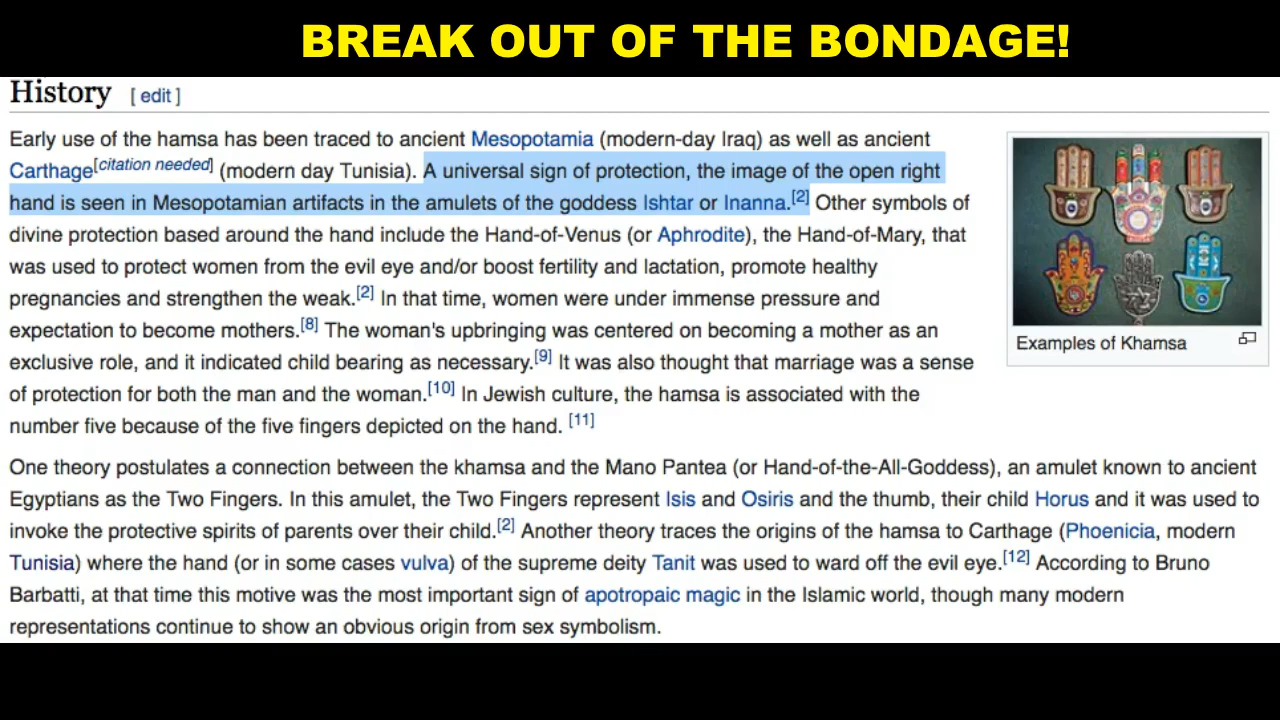 BREAK OUT OF THE BONDAGE!
History [ edit ]
Early use of the hamsa has been traced to ancient Mesopotamia (modern-day Iraq) as well as ancient
Carthage[citation needed] (modern day Tunisia). A universal sign of protection, the image of the open right
hand is seen in Mesopotamian artifacts in the amulets of the goddess Ishtar or Inanna.[2] Other symbols of
divine protection based around the hand include the Hand-of-Venus (or Aphrodite), the Hand-of-Mary, that
was used to protect women from the evil eye and/or boost fertility and lactation, promote healthy
pregnancies and strengthen the weak.[2] In that time, women were under immense pressure and
expectation to become mothers.[8] The woman's upbringing was centered on becoming a mother as an
exclusive role, and it indicated child bearing as necessary.[9] It was also thought that marriage was a sense
of protection for both the man and the woman.[10] In Jewish culture, the hamsa is associated with the
number five because of the five fingers depicted on the hand. [11]
Examples of Khamsa
One theory postulates a connection between the khamsa and the Mano Pantea (or Hand-of-the-All-Goddess), an amulet known to ancient
Egyptians as the Two Fingers. In this amulet, the Two Fingers represent Isis and Osiris and the thumb, their child Horus and it was used to
invoke the protective spirits of parents over their child.[2] Another theory traces the origins of the hamsa to Carthage (Phoenicia, modern
Tunisia) where the hand (or in some cases vulva) of the supreme deity Tanit was used to ward off the evil eye.[12] According to Bruno
Barbatti, at that time this motive was the most important sign of apotropaic magic in the Islamic world, though many modern
representations continue to show an obvious origin from sex symbolism.